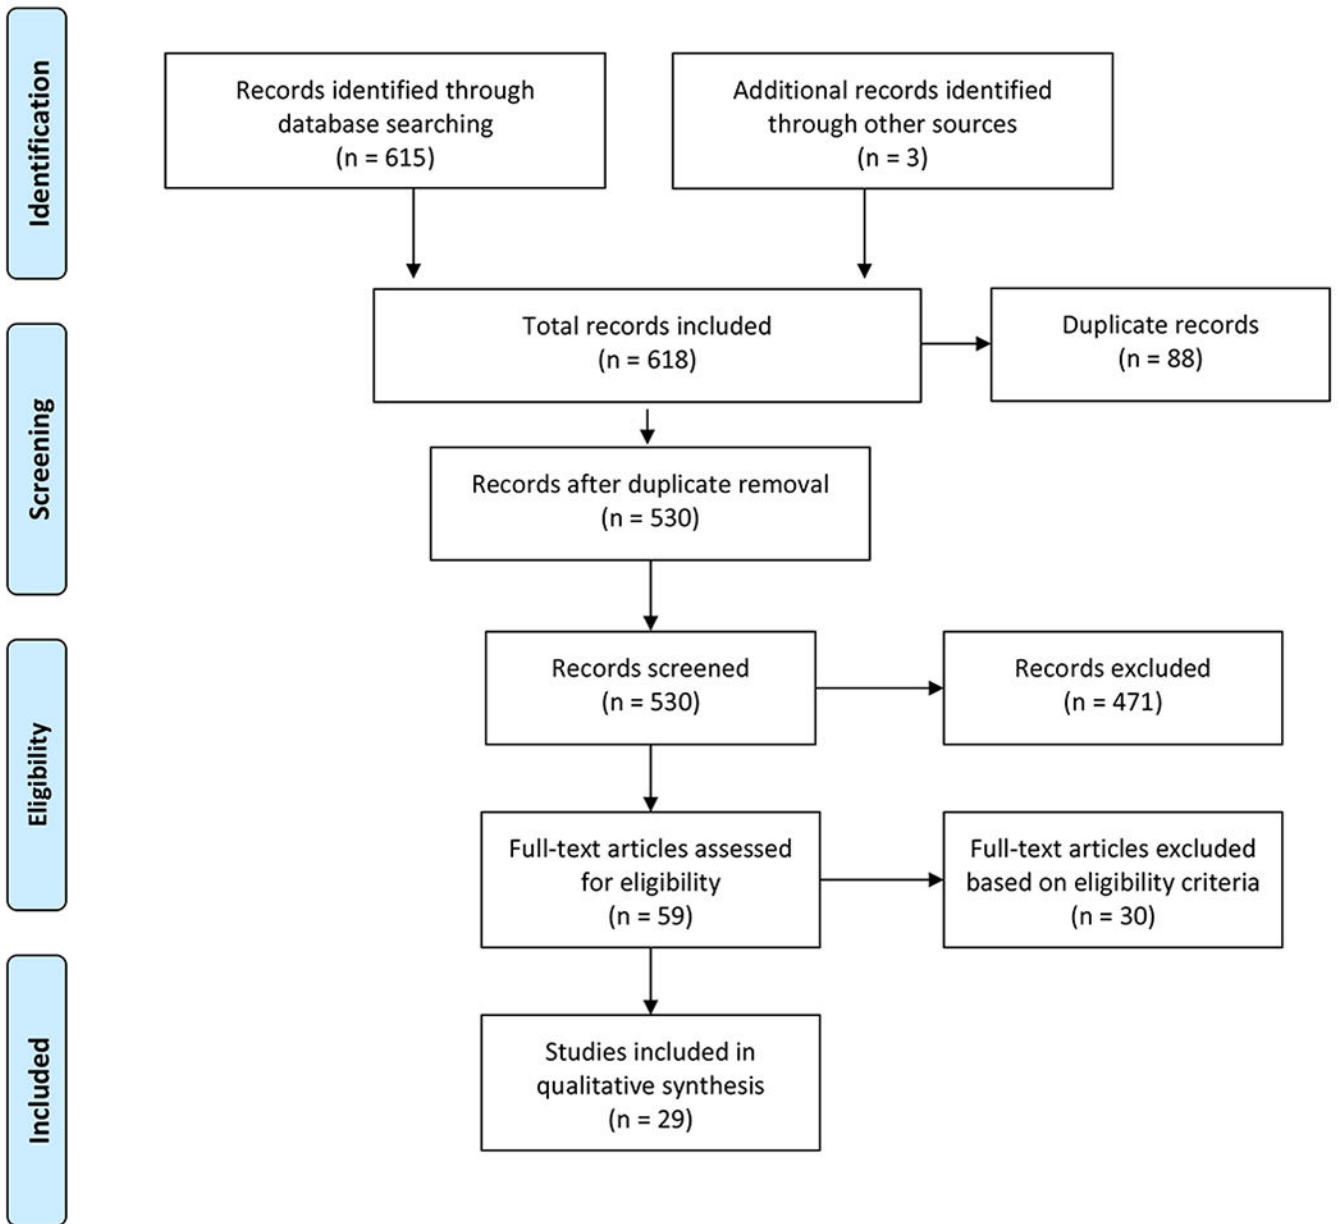 Identification
Records identified through
database searching
(n = 615)
Additional records identified
through other sources
(n = 3)
Total records included
(n = 618)
Duplicate records
(n = 88)
Screening
Records after duplicate removal
(n = 530)
Records screened
(n = 530)
Records excluded
(n = 471)
Eligibility
Full-text articles assessed
for eligibility
(n = 59)
Full-text articles excluded
based on eligibility criteria
(n = 30)
Included
Studies included in
qualitative synthesis
(n = 29)